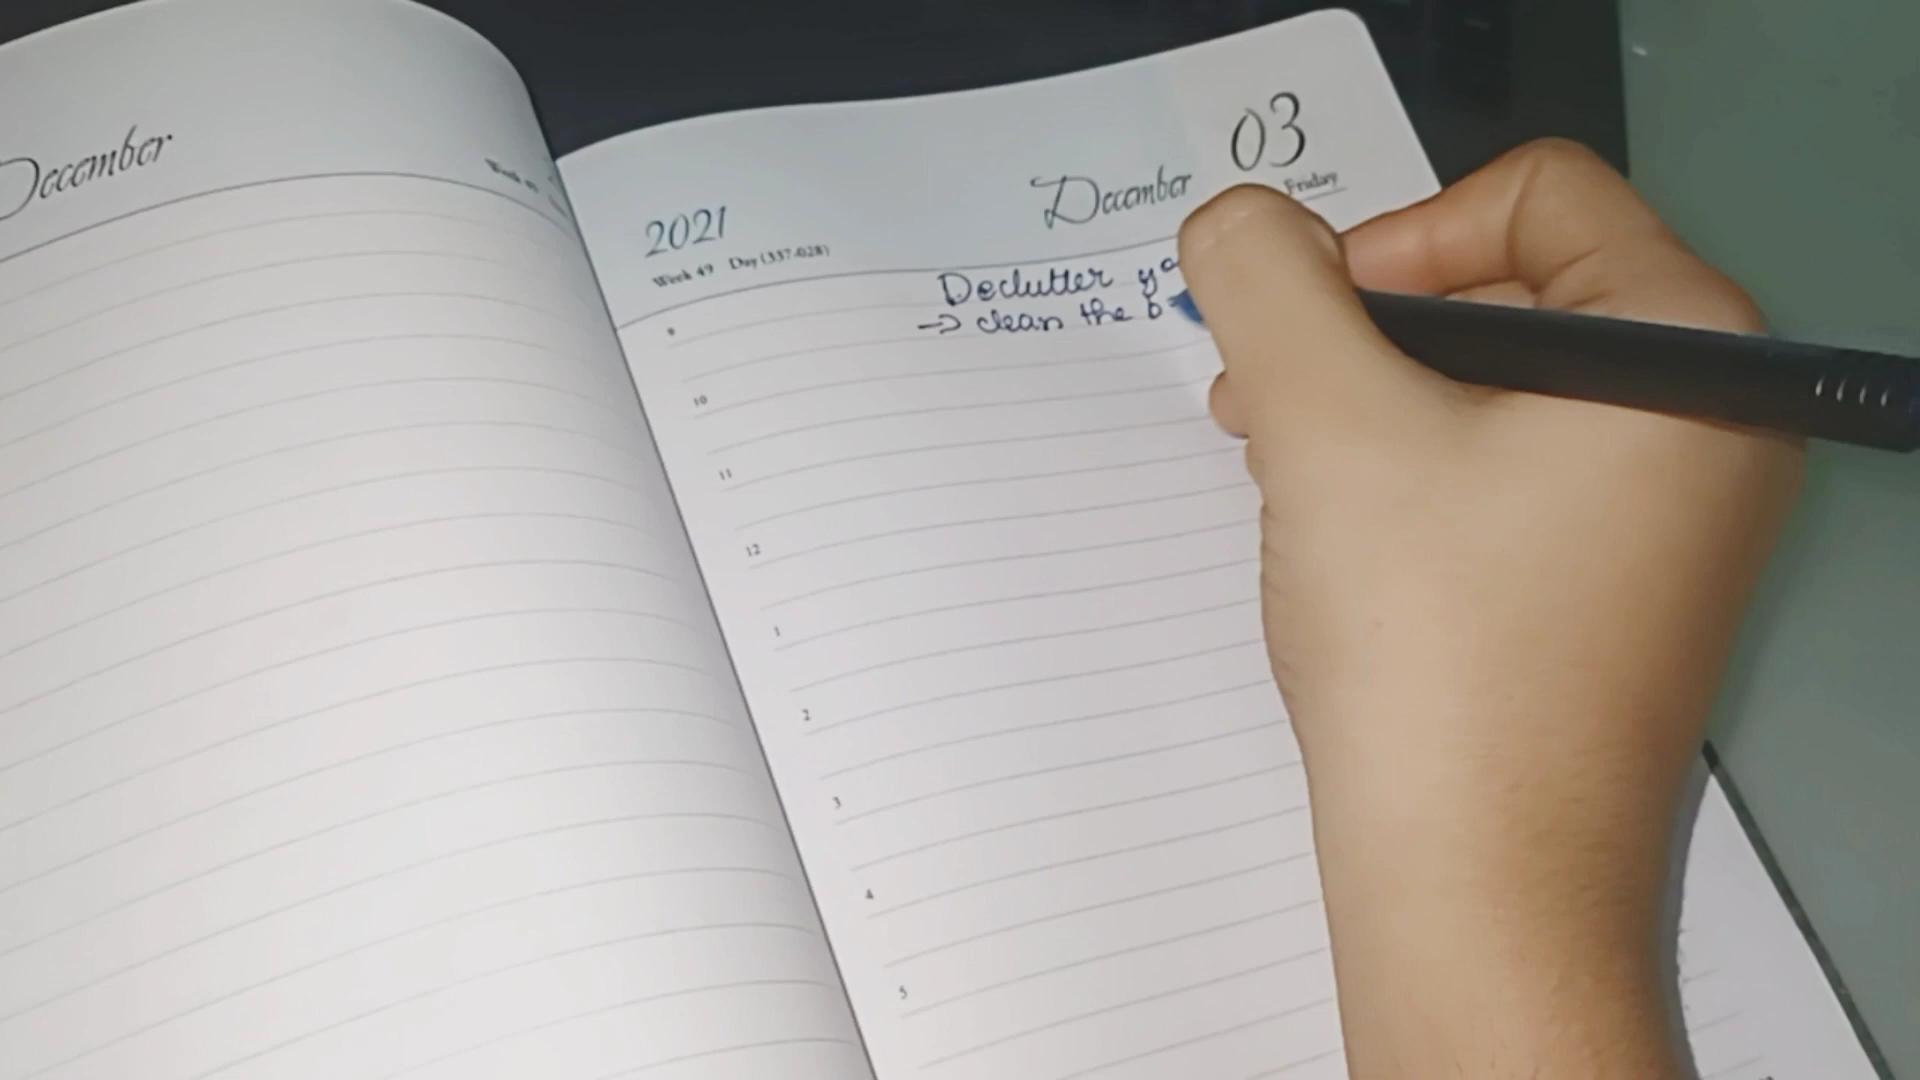 December
Week
2021
Week 49 Day (337-028)
December
03
Friday
Declutter
→ clean the b
9
10
11
12
1
2
3
4
5